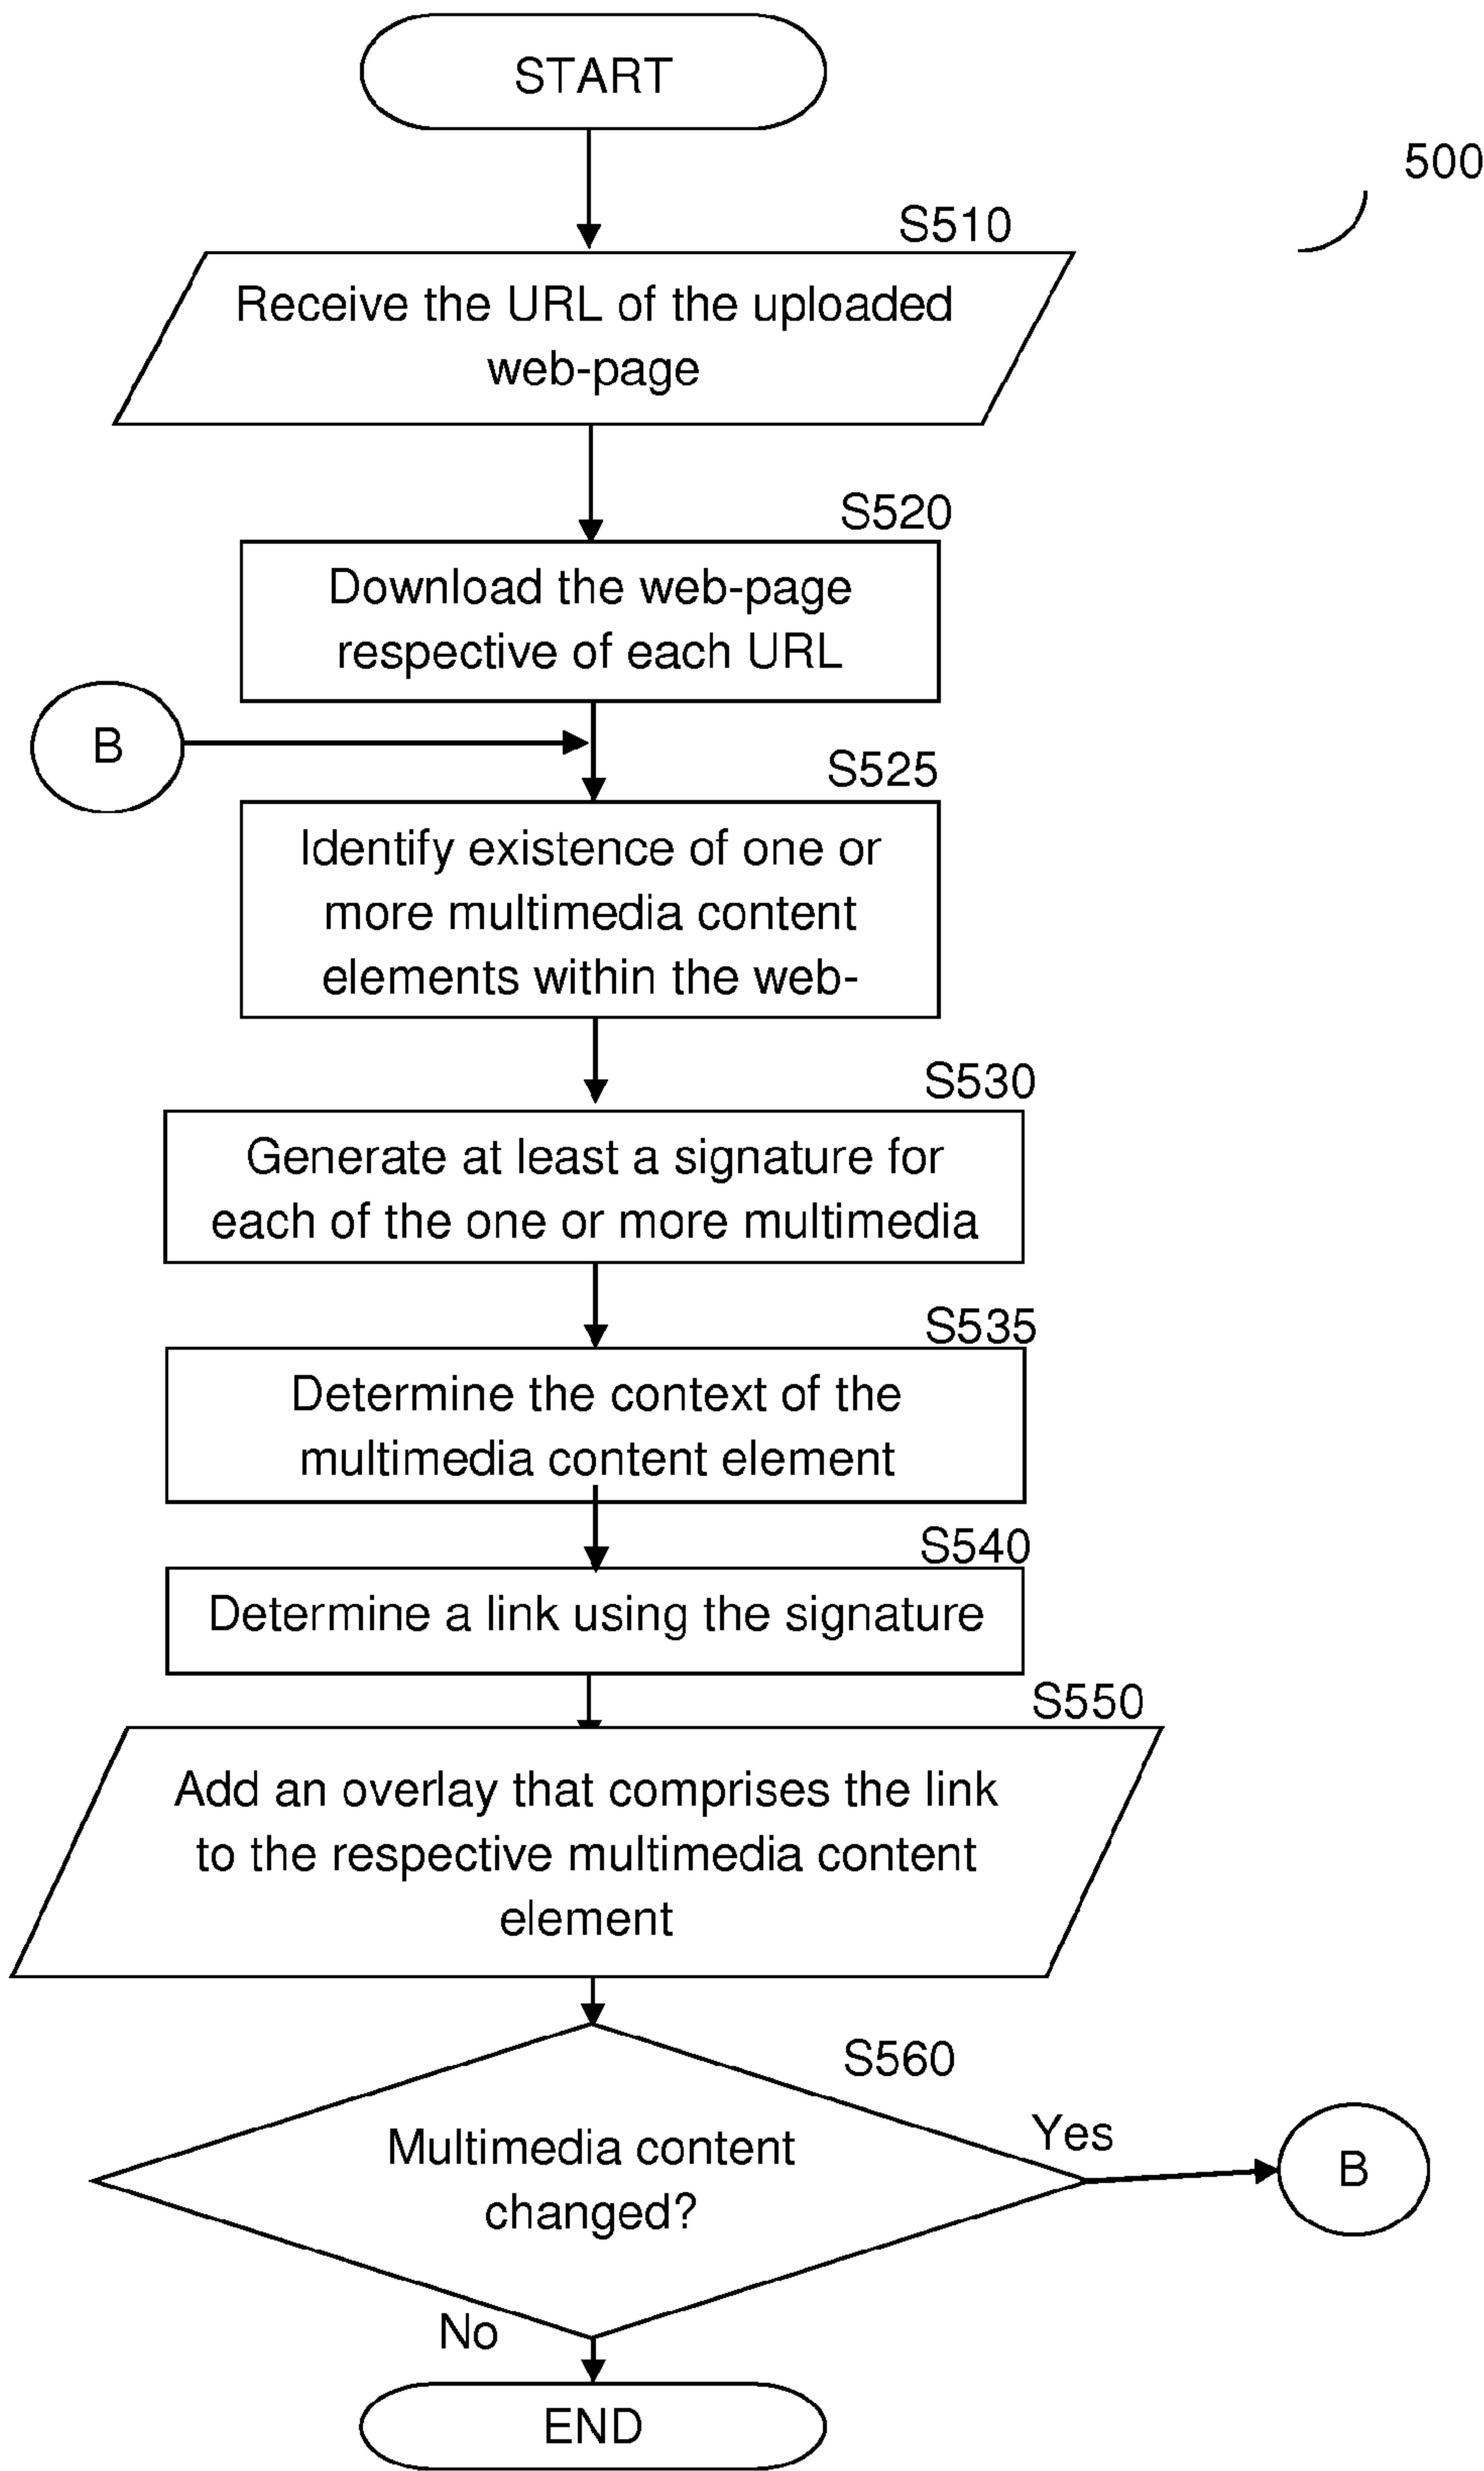 START
500
S510
Receive the URL of the uploaded
web-page
S520
Download the web-page
respective of each URL
B
S525
Identify existence of one or
more multimedia content
elements within the web-
S530
Generate at least a signature for
each of the one or more multimedia
S535
Determine the context of the
multimedia content element
S540
Determine a link using the signature
S550
Add an overlay that comprises the link
to the respective multimedia content
element
S560
Multimedia content
changed?
Yes
B
No
END